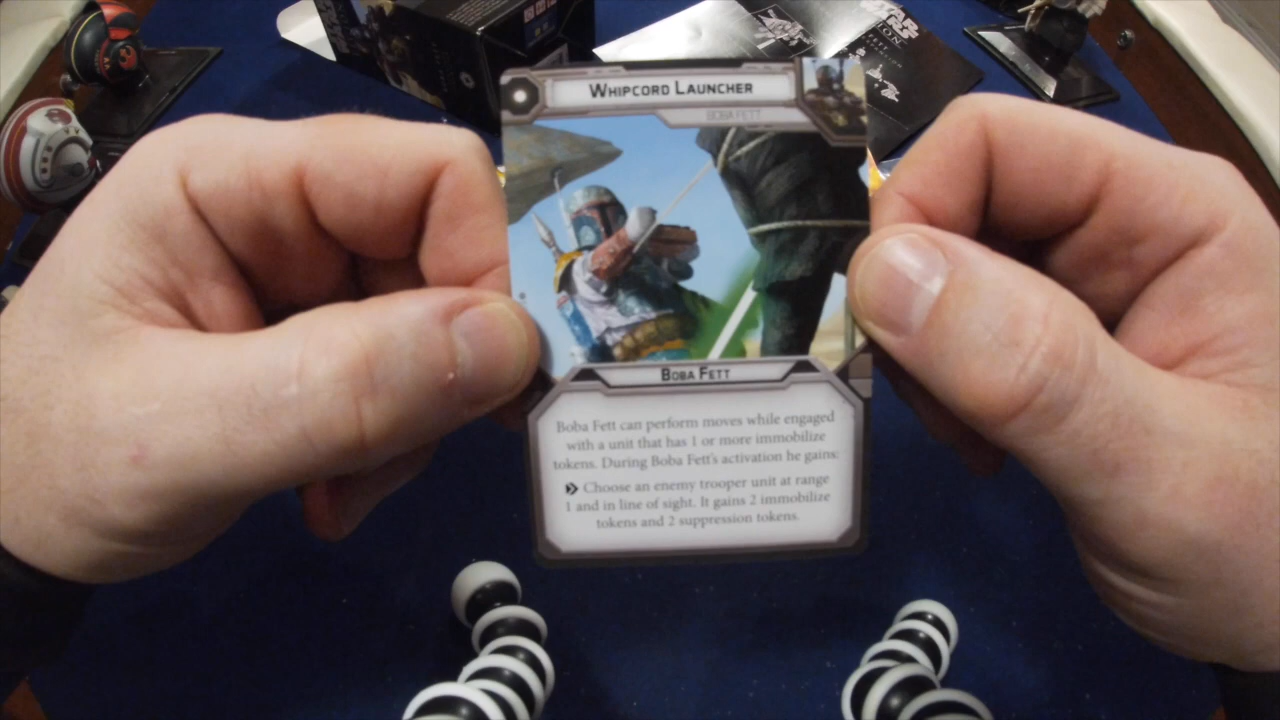 STAR
WARS
WHIPCORD LAUNCHER
BOBA FETT
BOBA FETT
Boba Fett can perform moves while engaged
with a unit that has 1 or more immobilize
tokens. During Boba Fett's activation he gains:
Choose an enemy trooper unit at range
1 and in line of sight. It gains 2 immobilize
tokens and 2 suppression tokens.